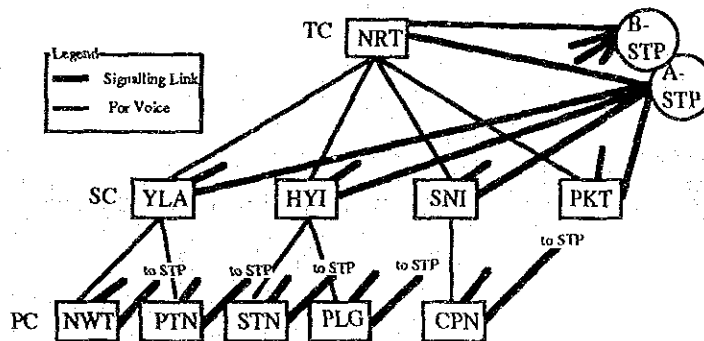 TC NRT
B-
STP
A-
STP
Legend
Signalling Link
For Voice
SC YLA HYI SNI PKT
to STP
to STP to STP to STP to STP
PC NWT PTN STN PLG CPN